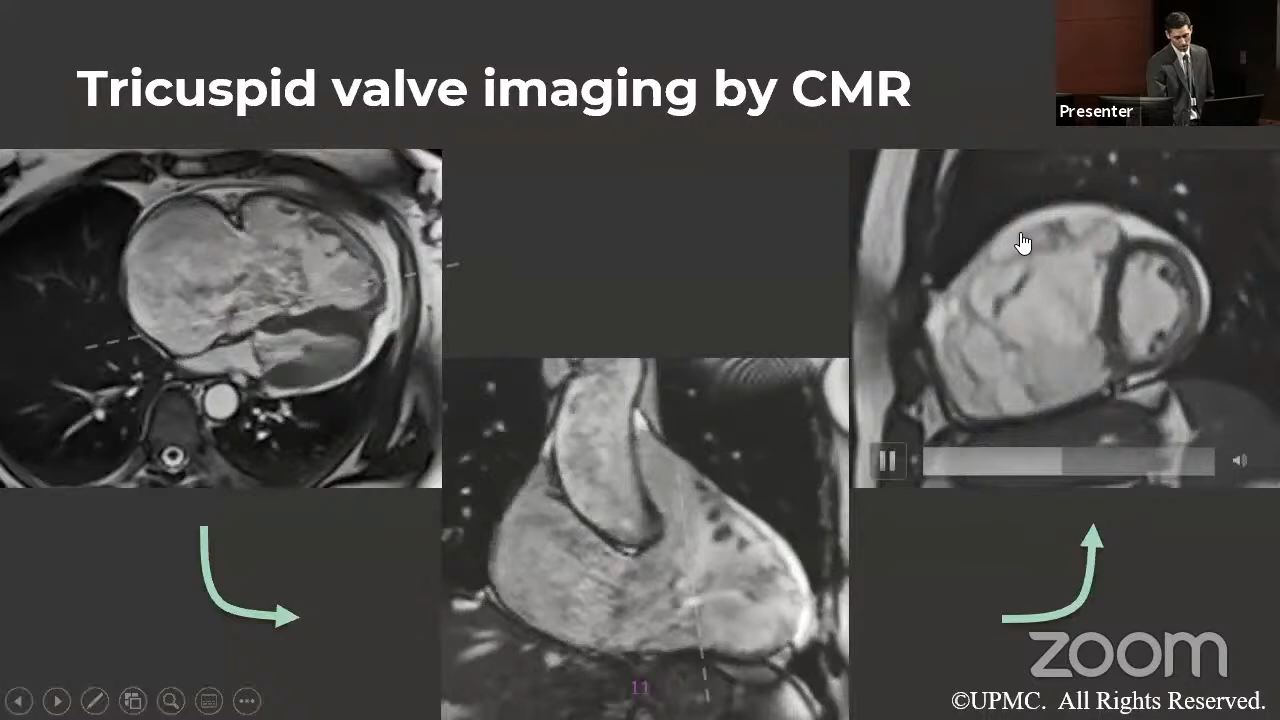 Tricuspid valve imaging by CMR
Presenter
11
zoom
©UPMC. All Rights Reserved.